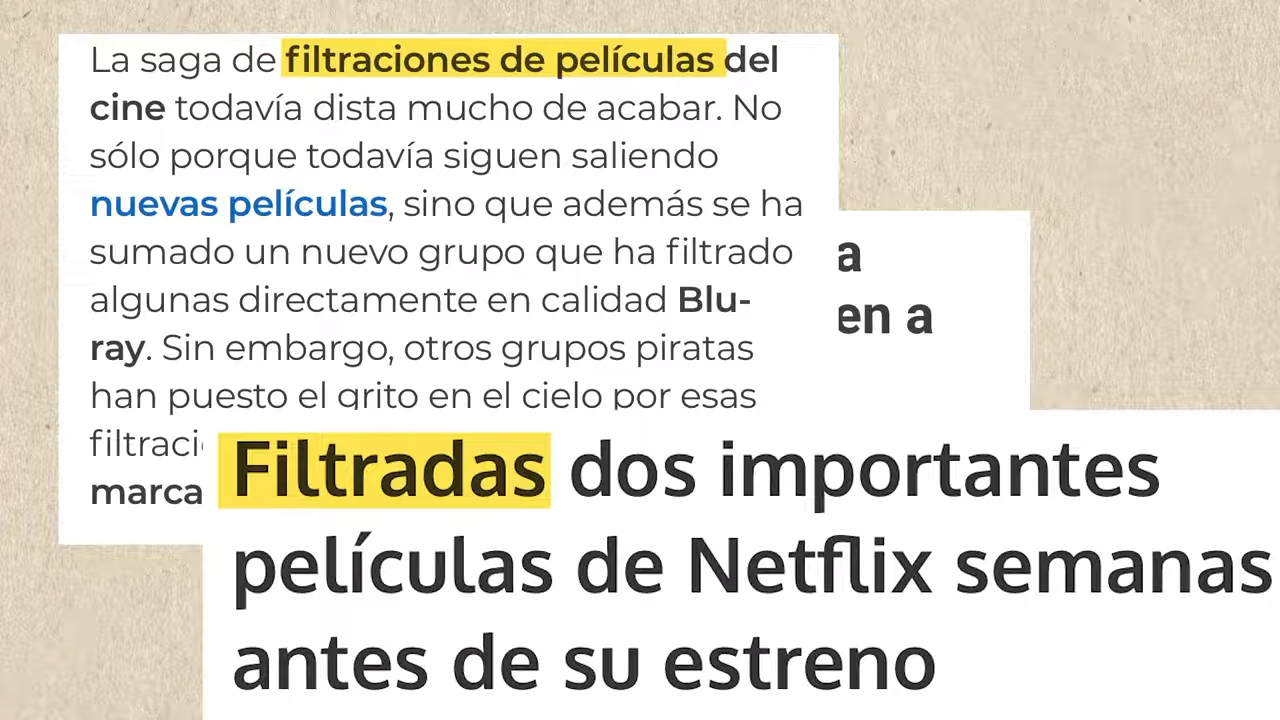 La saga de filtraciones de películas del
cine todavía dista mucho de acabar. No
sólo porque todavía siguen saliendo
nuevas películas, sino que además se ha
sumado un nuevo grupo que ha filtrado
algunas directamente en calidad Blu-
ray. Sin embargo, otros grupos piratas
han puesto el grito en el cielo por esas
filtraci
marca
a
en a
Filtradas dos importantes
películas de Netflix semanas
antes de su estreno